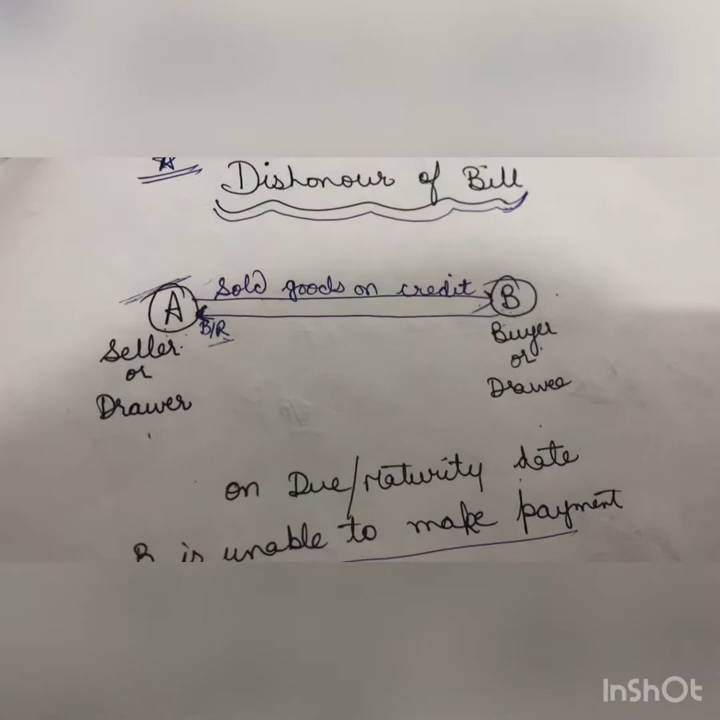 Dishonour of Bill
Sold goods on credit
A
B
B/R
Seller
or
Drawer
Buyer
or
Drawee
on Due/Maturity date
B is unable to make payment
InShOt